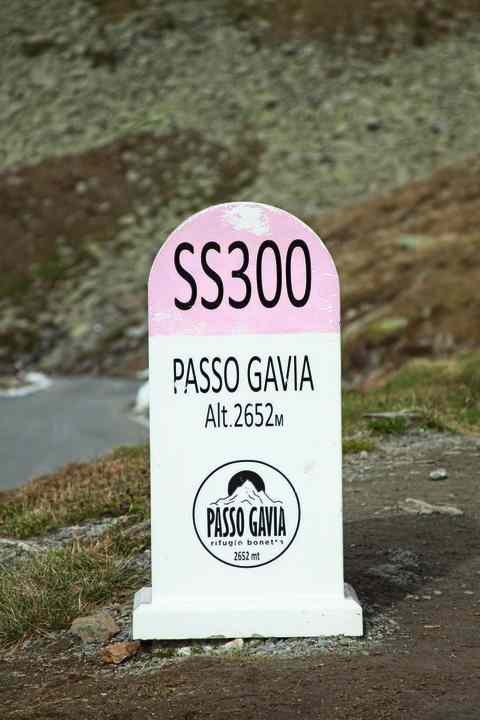 SS300
PASSO GAVIA
Alt.2652M
PASSO GAVIA
rifugio bonetta
2652 mt